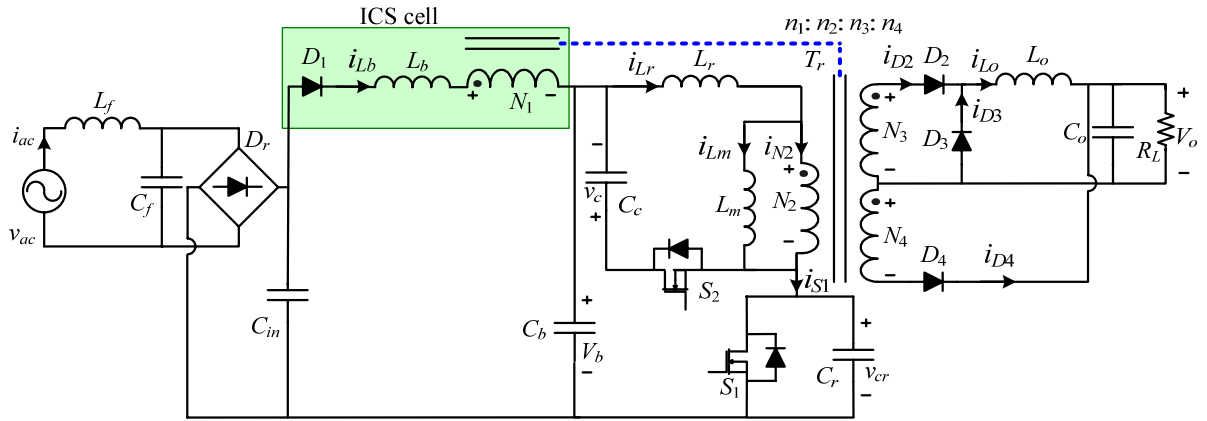 ICS cell
n1: n2: n3: n4
D1
iLb
Lb
N1
+
-
iLr
Lr
Tr
iD2
D2
iLo
Lo
Lf
iac
Dr
Cf
vac
-
vc
+
Cc
iLm
iN2
Lm
+
N2
-
+
N3
-
D3
iD3
Co
RL
+
Vo
-
+
N4
-
D4
iD4
S2
iS1
Cin
Cb
+
Vb
-
S1
Cr
+
vcr
-